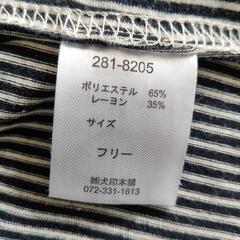 281-8205
ポリエステル 65%
レーヨン 35%
サイズ
フリー
㈱犬印本舗
072-331-1613